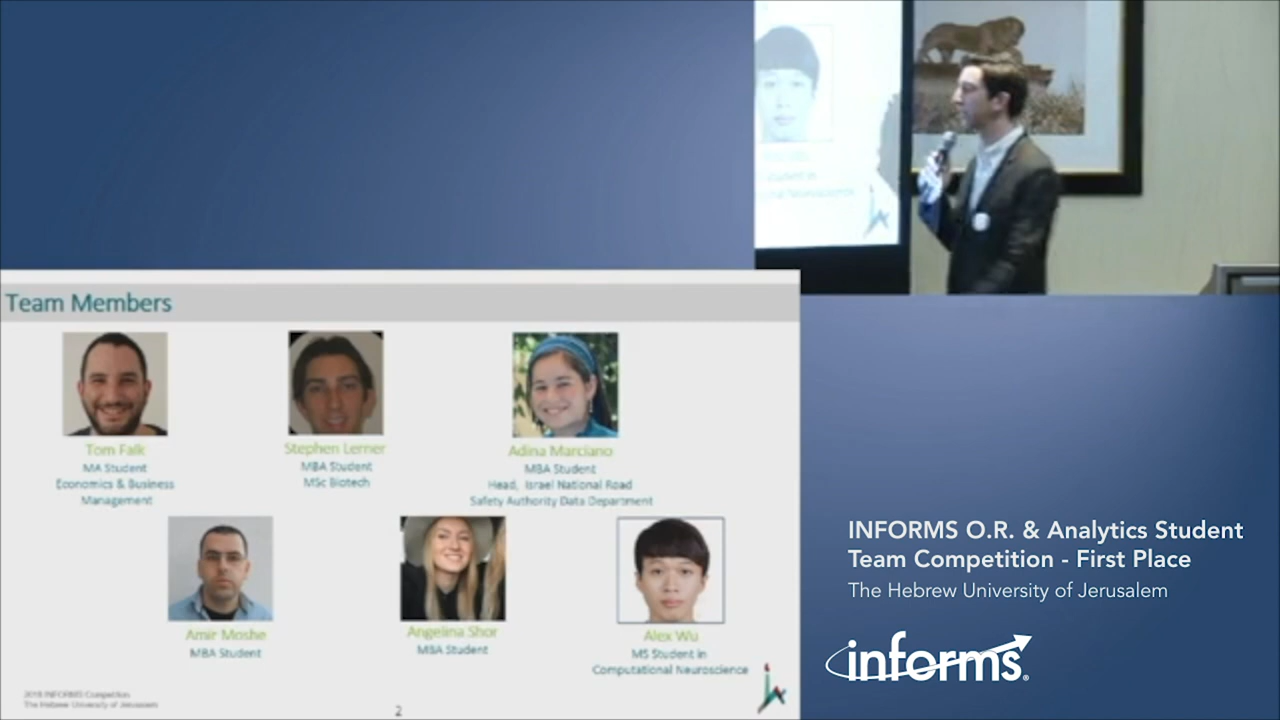 Team Members
Tom Falk
MA Student
Economics & Business
Management
Stephen Lerner
MBA Student
MSc Biotech
Adina Marciano
MBA Student
Head, Israel National Road
Safety Authority Data Department
Amir Moshe
MBA Student
Angelina Shor
MBA Student
Alex Wu
MS Student in
Computational Neuroscience
The Hebrew University of Jerusalem
2
INFORMS O.R. & Analytics Student
Team Competition - First Place
The Hebrew University of Jerusalem
informs®